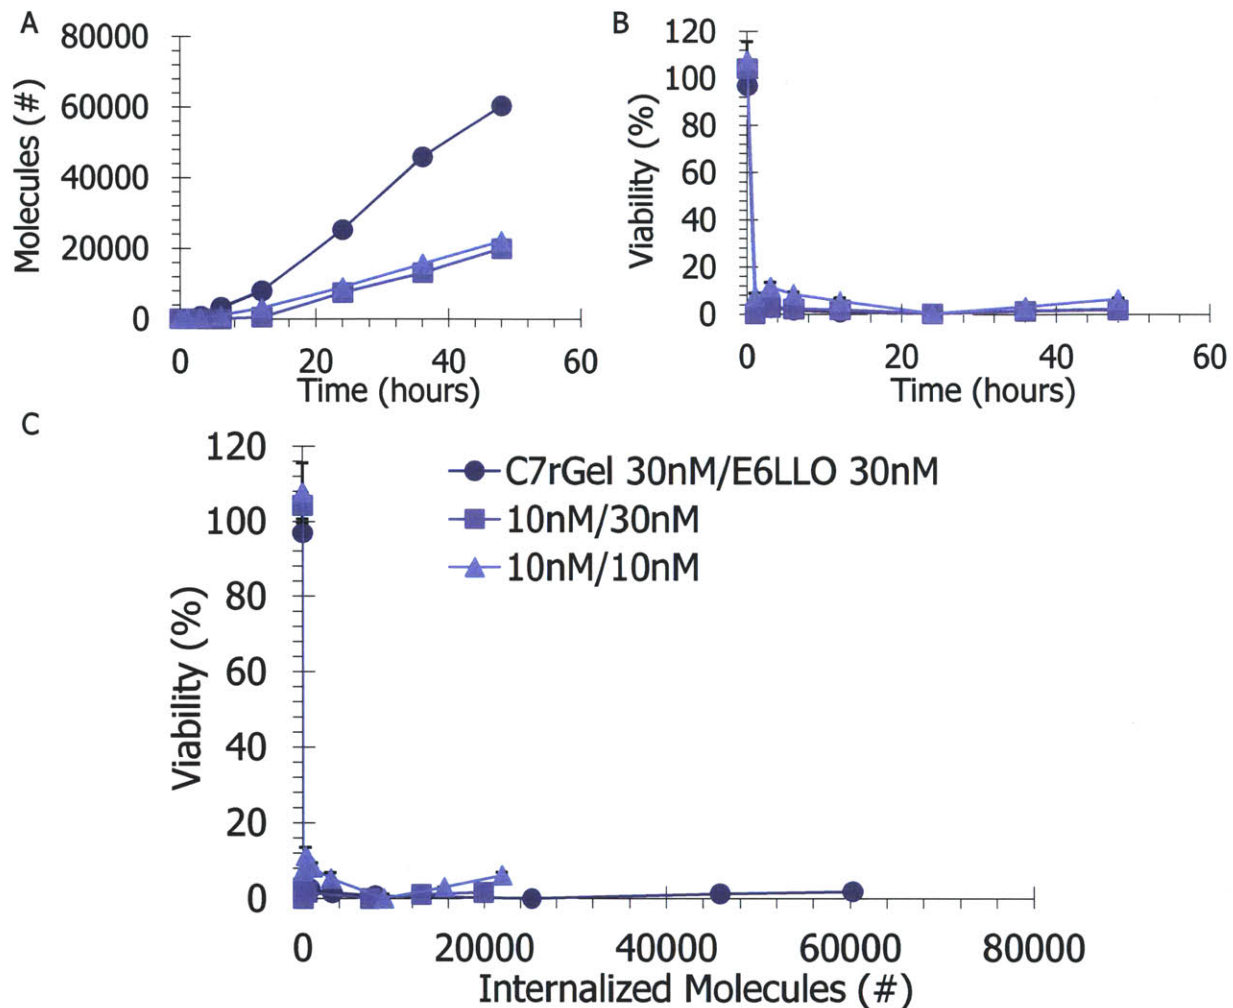 A
80000
60000
40000
20000
0
Molecules (#)
0 20 40 60
Time (hours)
B
120
100
80
60
40
20
0
Viability (%)
0 20 40 60
Time (hours)
C
120
100
80
60
40
20
0
Viability (%)
C7rGel 30nM/E6LLO 30nM
10nM/30nM
10nM/10nM
0 20000 40000 60000 80000
Internalized Molecules (#)